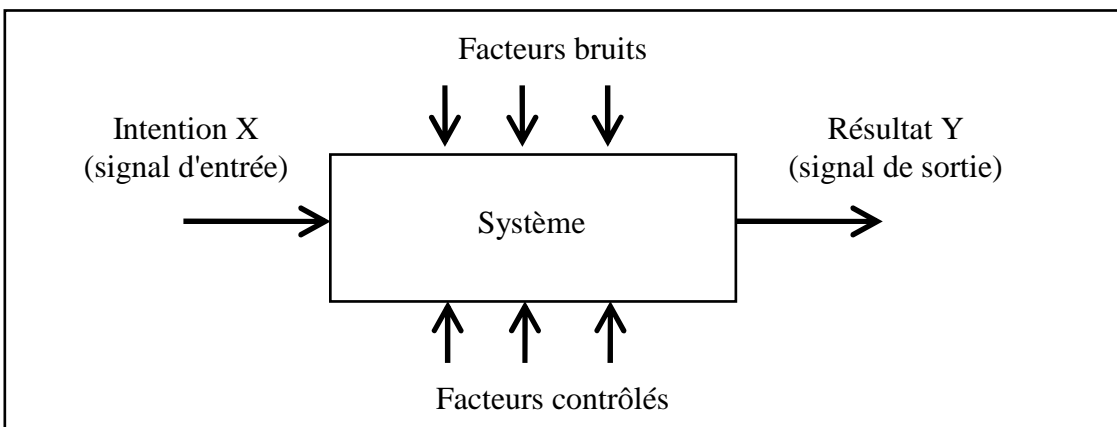 Facteurs bruits
Intention X
(signal d'entrée)
Résultat Y
(signal de sortie)
Système
Facteurs contrôlés